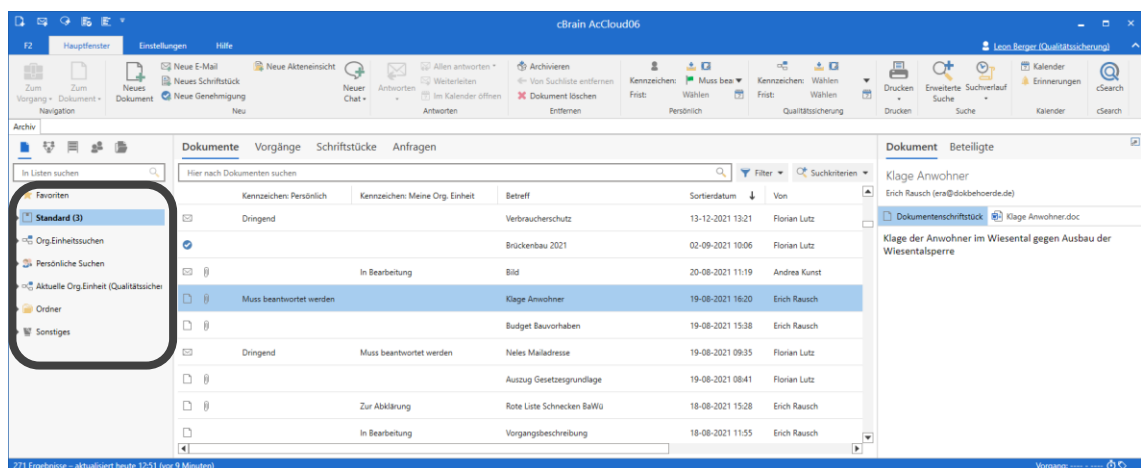 cBrain AcCloud06
F2 Hauptfenster Einstellungen Hilfe Leon Berger (Qualitätssicherung)
Zum Vorgang Zum Dokument Neues Dokument
Navigation
Neue E-Mail Neue Akteneinsicht
Neues Schriftstück
Neue Genehmigung
Neuer Chat
Neu
Antworten
Allen antworten
Weiterleiten
Im Kalender öffnen
Antworten
Archivieren
Von Suchliste entfernen
Dokument löschen
Entfernen
Kennzeichen: Muss bea
Frist: Wählen
Persönlich
Kennzeichen: Wählen
Frist: Wählen
Qualitätssicherung
Drucken
Drucken
Erweiterte Suche Suchverlauf
Suche
Kalender
Erinnerungen
Kalender
cSearch
cSearch
Archiv
In Listen suchen
Favoriten
Standard (3)
Org.Einheitssuchen
Persönliche Suchen
Aktuelle Org.Einheit (Qualitätssicher
Ordner
Sonstiges
Dokumente Vorgänge Schriftstücke Anfragen
Hier nach Dokumenten suchen Filter Suchkriterien
Kennzeichen: Persönlich Kennzeichen: Meine Org. Einheit Betreff Sortierdatum Von
Dringend Verbraucherschutz 13-12-2021 13:21 Florian Lutz
Brückenbau 2021 02-09-2021 10:06 Florian Lutz
In Bearbeitung Bild 20-08-2021 11:19 Andrea Kunst
Muss beantwortet werden Klage Anwohner 19-08-2021 16:20 Erich Rausch
Budget Bauvorhaben 19-08-2021 15:38 Erich Rausch
Dringend Muss beantwortet werden Neles Mailadresse 19-08-2021 09:35 Florian Lutz
Auszug Gesetzesgrundlage 19-08-2021 08:41 Florian Lutz
Zur Abklärung Rote Liste Schnecken BaWü 18-08-2021 15:28 Erich Rausch
In Bearbeitung Vorgangsbeschreibung 18-08-2021 11:55 Erich Rausch
Dokument Beteiligte
Klage Anwohner
Erich Rausch (era@dokbehoerde.de)
Dokumentenschriftstück Klage Anwohner.doc
Klage der Anwohner im Wiesental gegen Ausbau der
Wiesentalsperre
271 Ergebnisse – aktualisiert heute 12:51 (vor 9 Minuten) Vorgang: ---- - ----